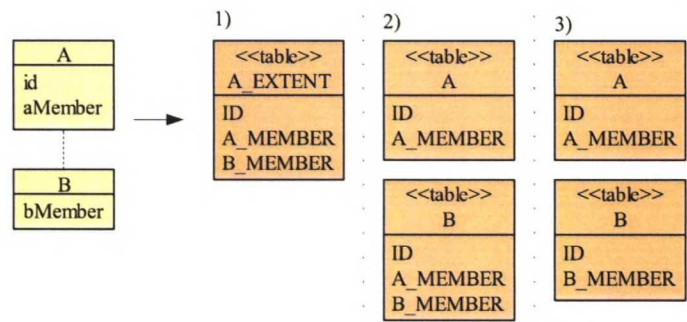 A
id
aMember
B
bMember
1)
<<table>>
A_EXTENT
ID
A_MEMBER
B_MEMBER
2)
<<table>>
A
ID
A_MEMBER
<<table>>
B
ID
A_MEMBER
B_MEMBER
3)
<<table>>
A
ID
A_MEMBER
<<table>>
B
ID
B_MEMBER